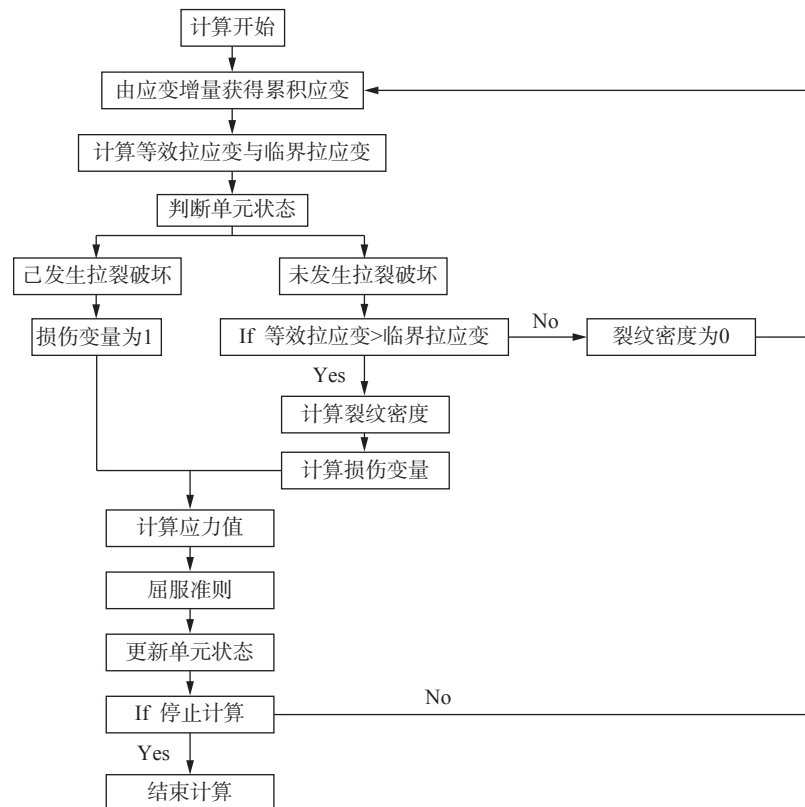 计算开始
由应变增量获得累积应变
计算等效拉应变与临界拉应变
判断单元状态
己发生拉裂破坏
未发生拉裂破坏
损伤变量为1
If 等效拉应变>临界拉应变
No
裂纹密度为0
Yes
计算裂纹密度
计算损伤变量
计算应力值
屈服准则
更新单元状态
If 停止计算
No
Yes
结束计算